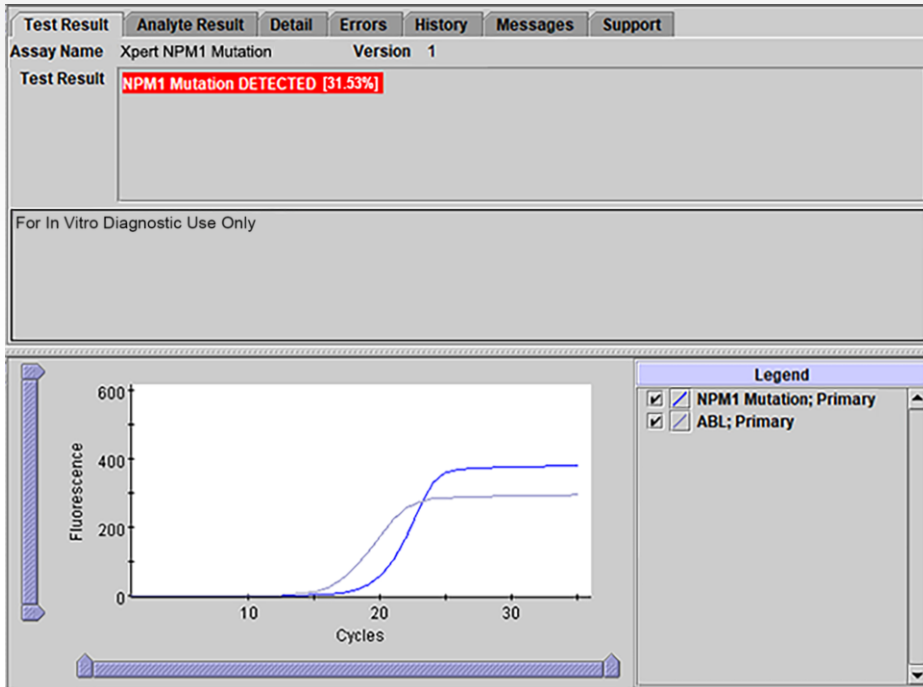 Test Result Analyte Result Detail Errors History Messages Support
Assay Name Xpert NPM1 Mutation Version 1
Test Result NPM1 Mutation DETECTED [31.53%]
For In Vitro Diagnostic Use Only
Legend
NPM1 Mutation; Primary
ABL; Primary
600
400
200
0
Fluorescence
10 20 30
Cycles